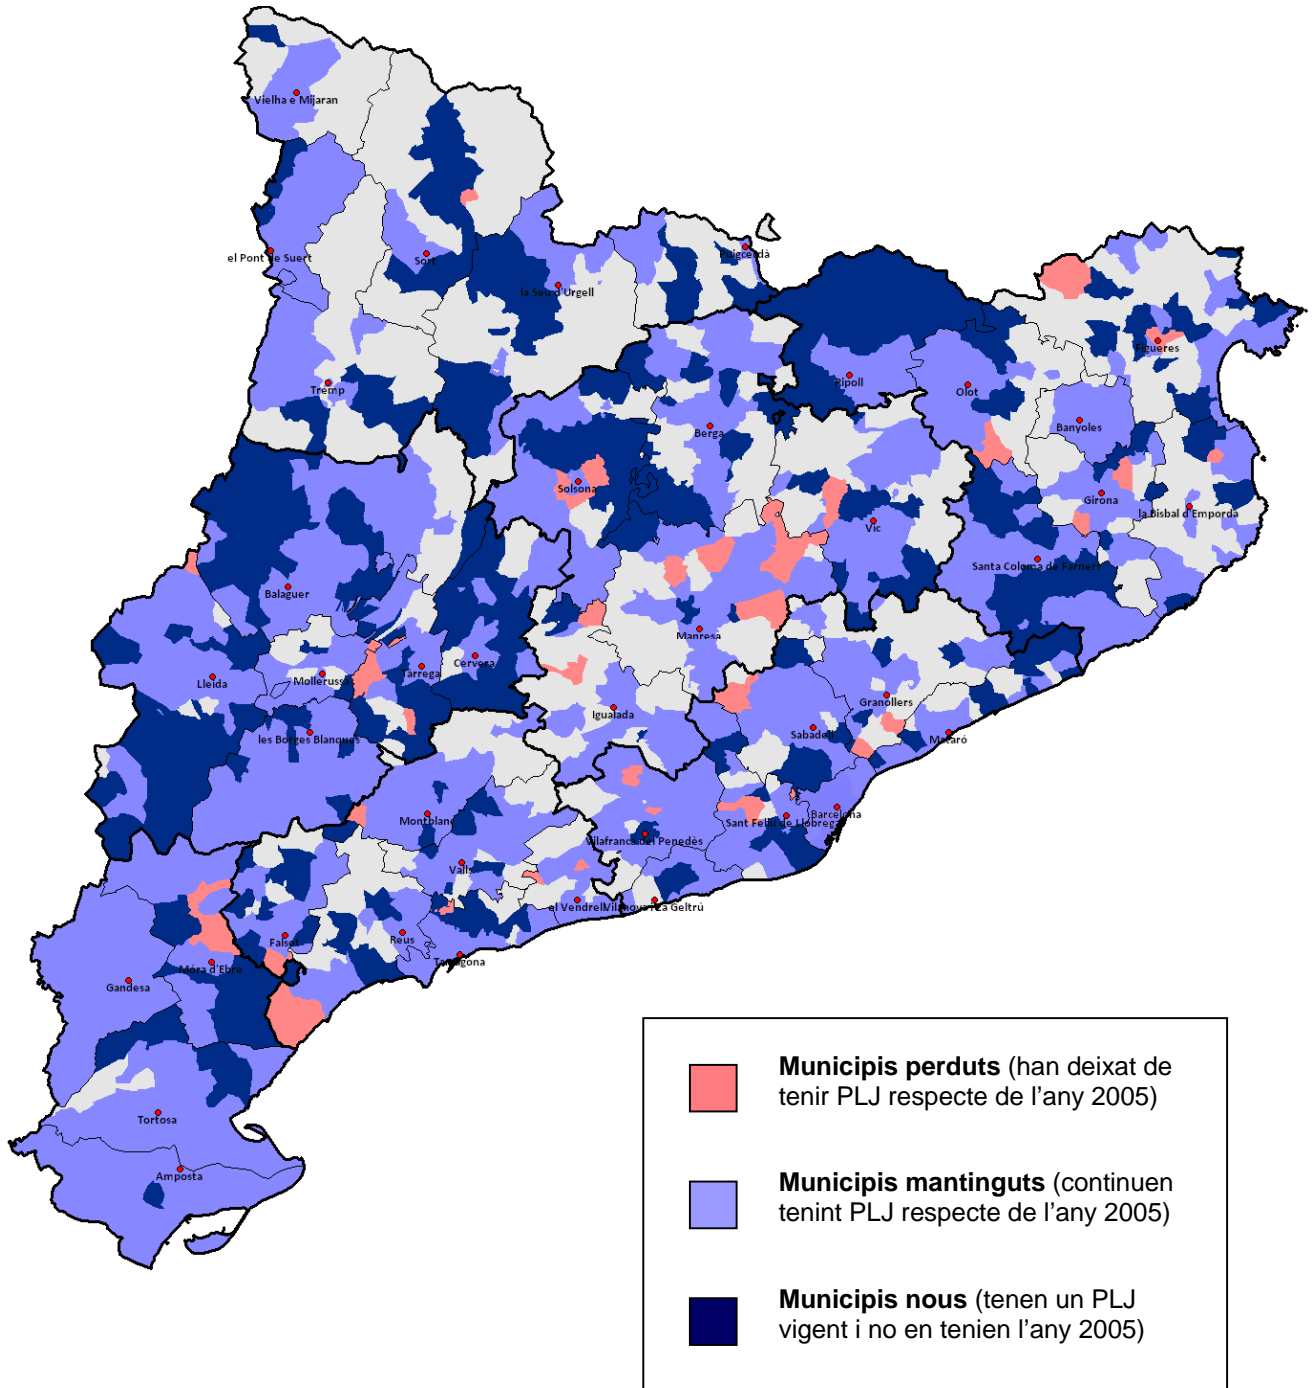 Vielha e Mijaran
el Pont de Suert
Sort
Puigcerdà
la Seu d'Urgell
Figueres
Tremp
Ripoll
Olot
Berga
Banyoles
Solsona
Girona
la Bisbal d'Empordà
Vic
Santa Coloma de Farners
Balaguer
Manresa
Cervera
Tàrrega
Lleida
Mollerussa
Igualada
Granollers
les Borges Blanques
Sabadell
Mataró
Montblanc
Sant Feliu de Llobregat
Barcelona
Vilafranca del Penedès
Valls
el Vendrell
Vilanova i la Geltrú
Falset
Reus
Tarragona
Móra d'Ebre
Gandesa
Tortosa
Amposta
Municipis perduts (han deixat de
tenir PLJ respecte de l'any 2005)
Municipis mantinguts (continuen
tenint PLJ respecte de l'any 2005)
Municipis nous (tenen un PLJ
vigent i no en tenien l'any 2005)